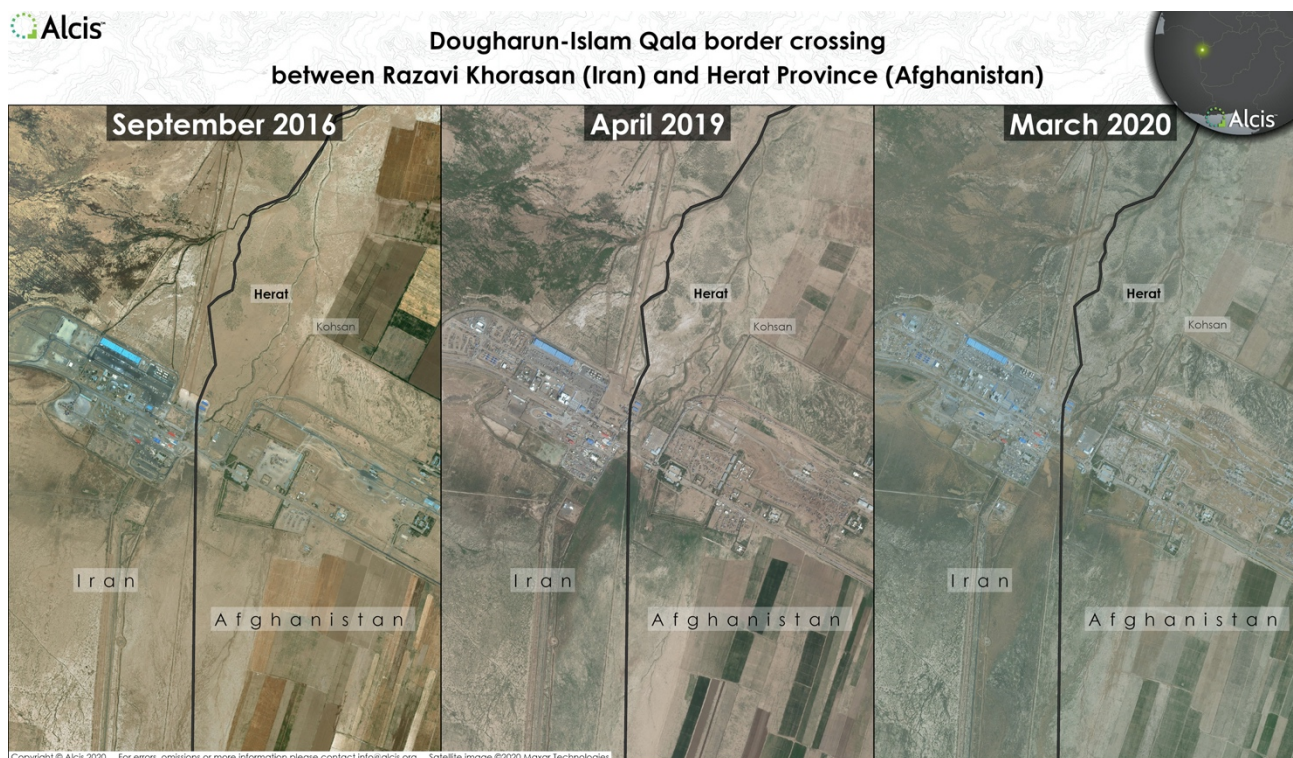 Alcis
Dougharun-Islam Qala border crossing
between Razavi Khorasan (Iran) and Herat Province (Afghanistan)
Alcis
September 2016
April 2019
March 2020
Herat
Kohsan
Iran
Afghanistan
Herat
Kohsan
Iran
Afghanistan
Herat
Kohsan
Iran
Afghanistan
Copyright © Alcis 2020 For errors, omissions or more information please contact info@alcis.org Satellite image ©2020 Maxar Technologies